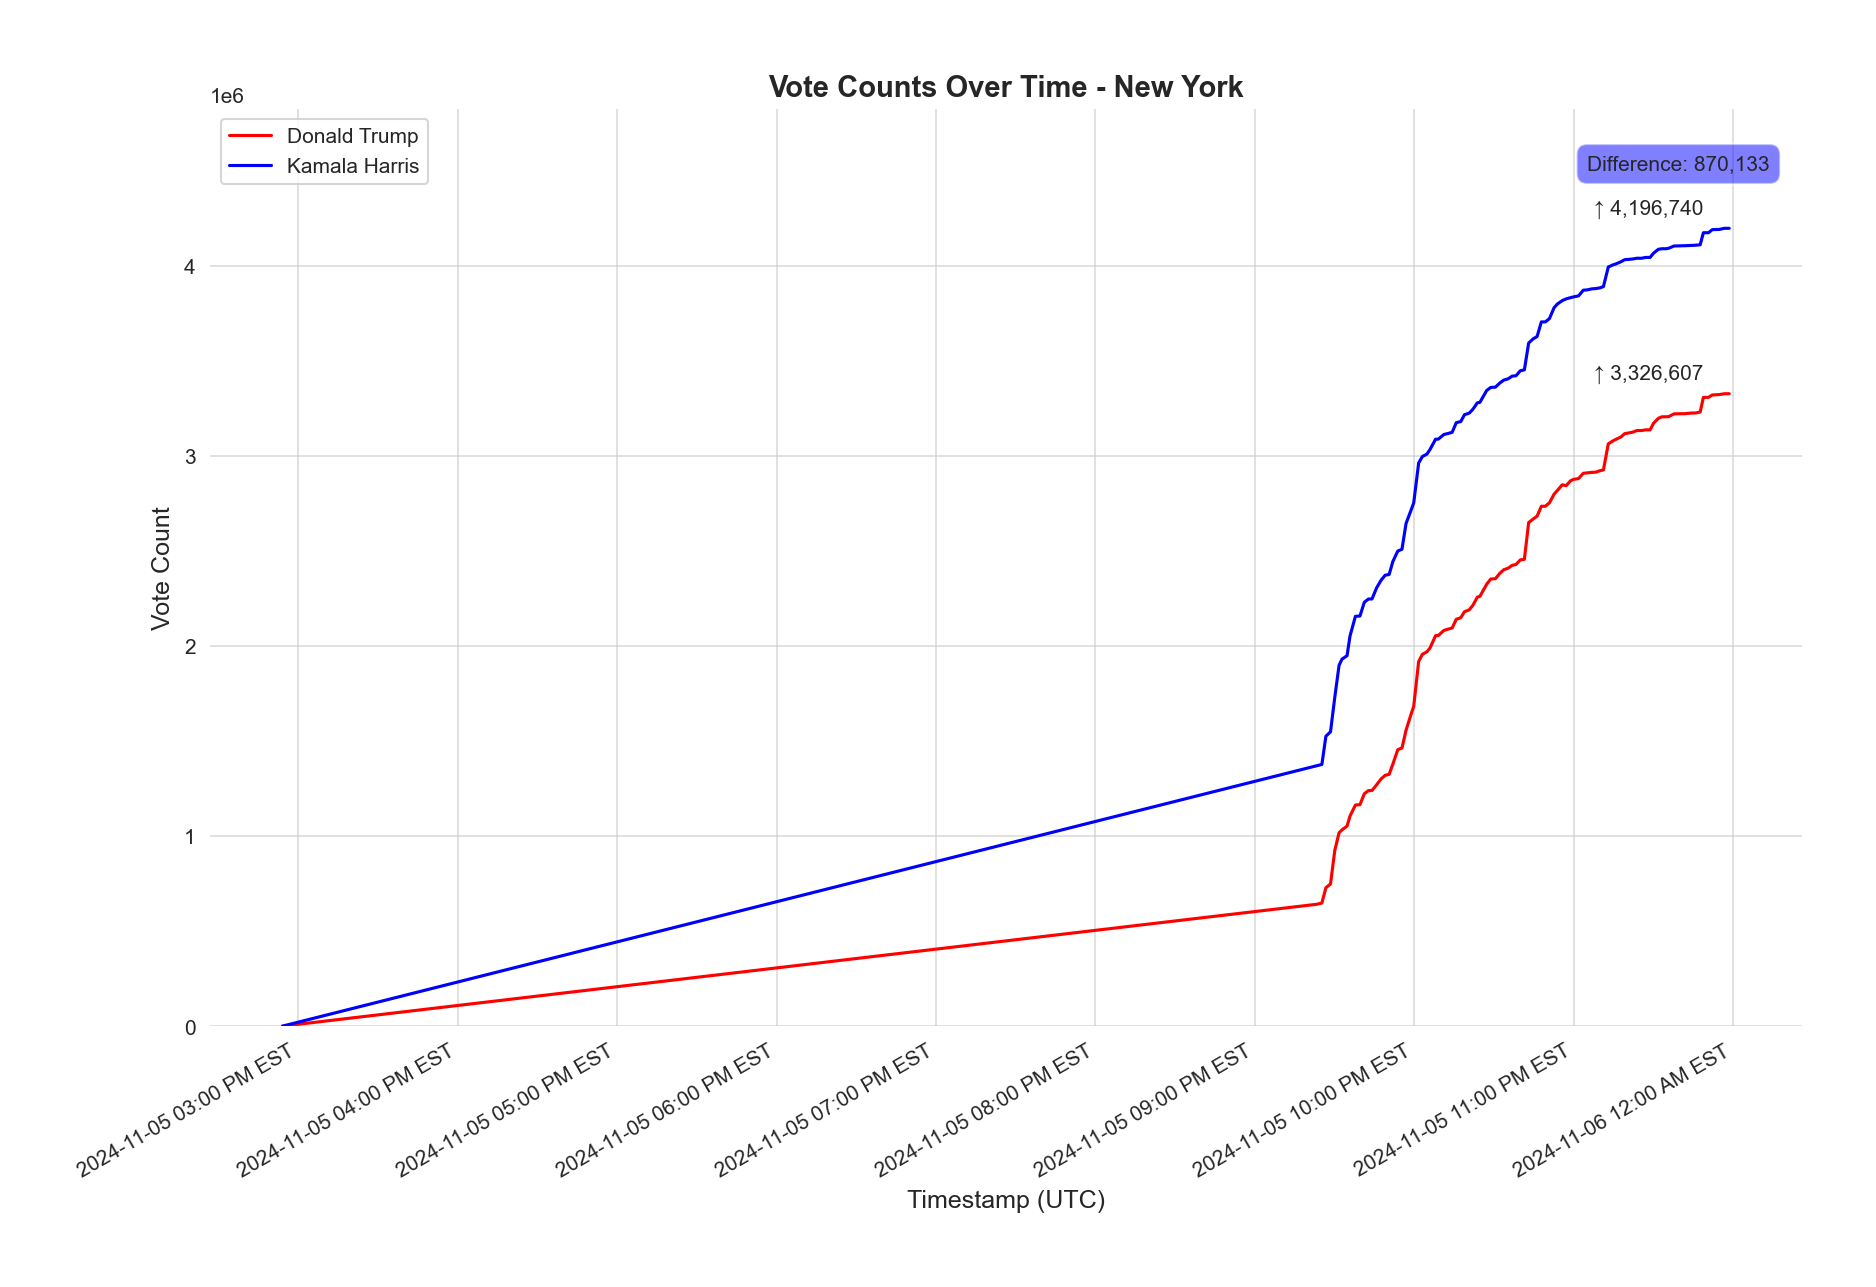 Vote Counts Over Time - New York
1e6
Donald Trump
Kamala Harris
Difference: 870,133
↑ 4,196,740
↑ 3,326,607
4
3
2
1
0
Vote Count
2024-11-05 03:00 PM EST
2024-11-05 04:00 PM EST
2024-11-05 05:00 PM EST
2024-11-05 06:00 PM EST
2024-11-05 07:00 PM EST
2024-11-05 08:00 PM EST
2024-11-05 09:00 PM EST
2024-11-05 10:00 PM EST
2024-11-05 11:00 PM EST
2024-11-06 12:00 AM EST
Timestamp (UTC)